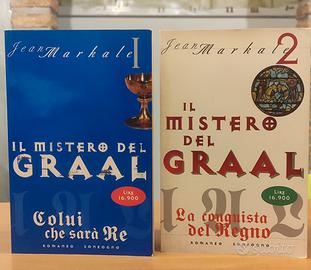 Jean Markale 1
IL MISTERO DEL
GRAAL
Lire
16.900
Colui
che sarà Re
ROMANZO SONZOGNO
Jean Markale 2
IL
MISTERO
DEL
GRAAL
Lire
16.900
La conquista
del Regno
ROMANZO SONZOGNO